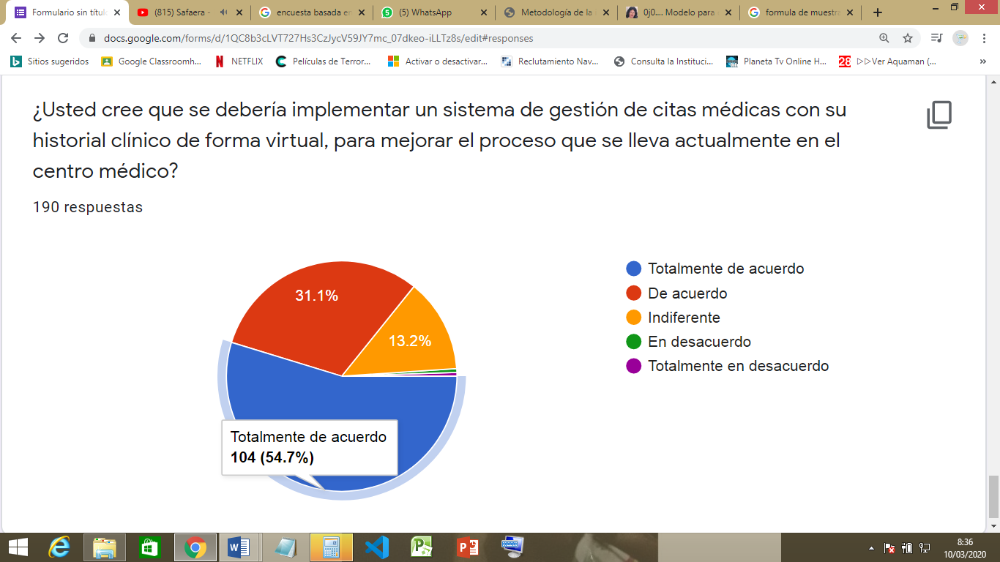 Formulario sin títul
(815) Safaera -
encuesta basada en
(5) WhatsApp
Metodología de la
0j0.... Modelo para
formula de muestra
docs.google.com/forms/d/1QC8b3cLVT727Hs3CzJycV59JY7mc_07dkeo-iLLTz8s/edit#responses
Sitios sugeridos
Google Classroomh...
NETFLIX
Películas de Terror...
Activar o desactivar...
Reclutamiento Nav...
Consulta la Instituci...
Planeta Tv Online H...
28 ▷▷Ver Aquaman (...
»
¿Usted cree que se debería implementar un sistema de gestión de citas médicas con su
historial clínico de forma virtual, para mejorar el proceso que se lleva actualmente en el
centro médico?
190 respuestas
31.1%
13.2%
Totalmente de acuerdo
104 (54.7%)
Totalmente de acuerdo
De acuerdo
Indiferente
En desacuerdo
Totalmente en desacuerdo
8:36
10/03/2020